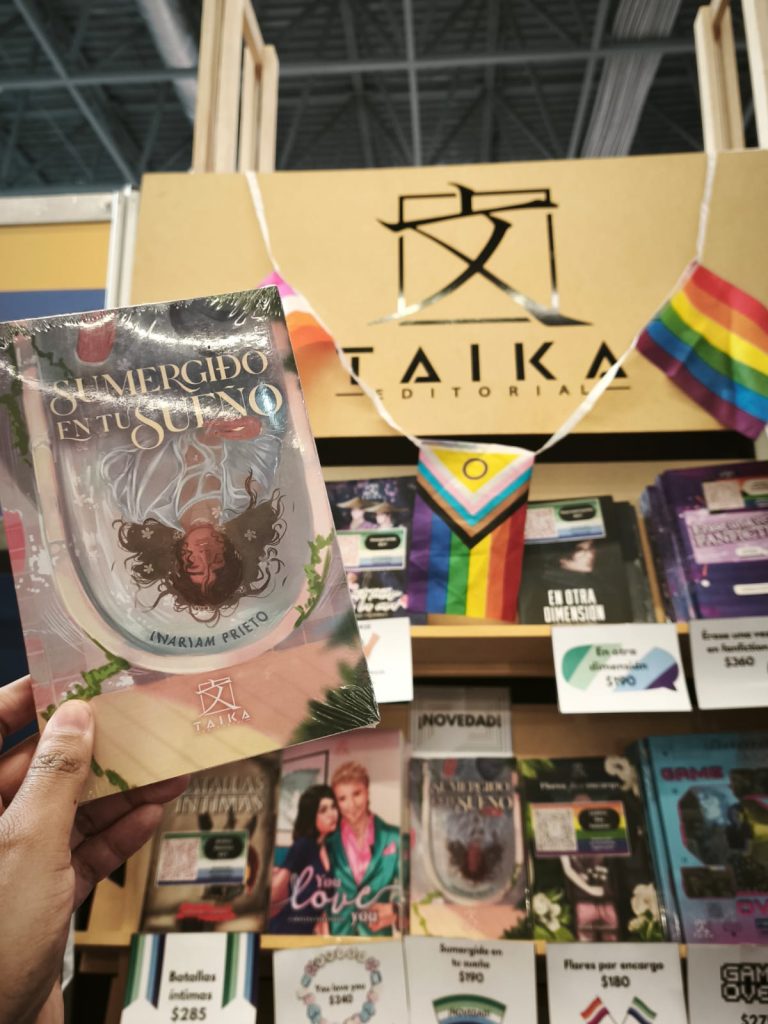 TAIKA
EDITORIAL
SUMERGIDO
EN TU SUEÑO
MARIAM PRIETO
TAIKA
EN OTRA
DIMENSIÓN
En otra
dimensión
$190
Érase una vez
en fanfiction
$360
¡NOVEDAD!
ÍNTIMAS
You
love
you
SUMERGIDO
EN TU SUEÑO
GAME
Batallas
íntimas
$285
You love you
$240
Sumergido en
tu sueño
$190
Flores por encargo
$180
GAME
OVER